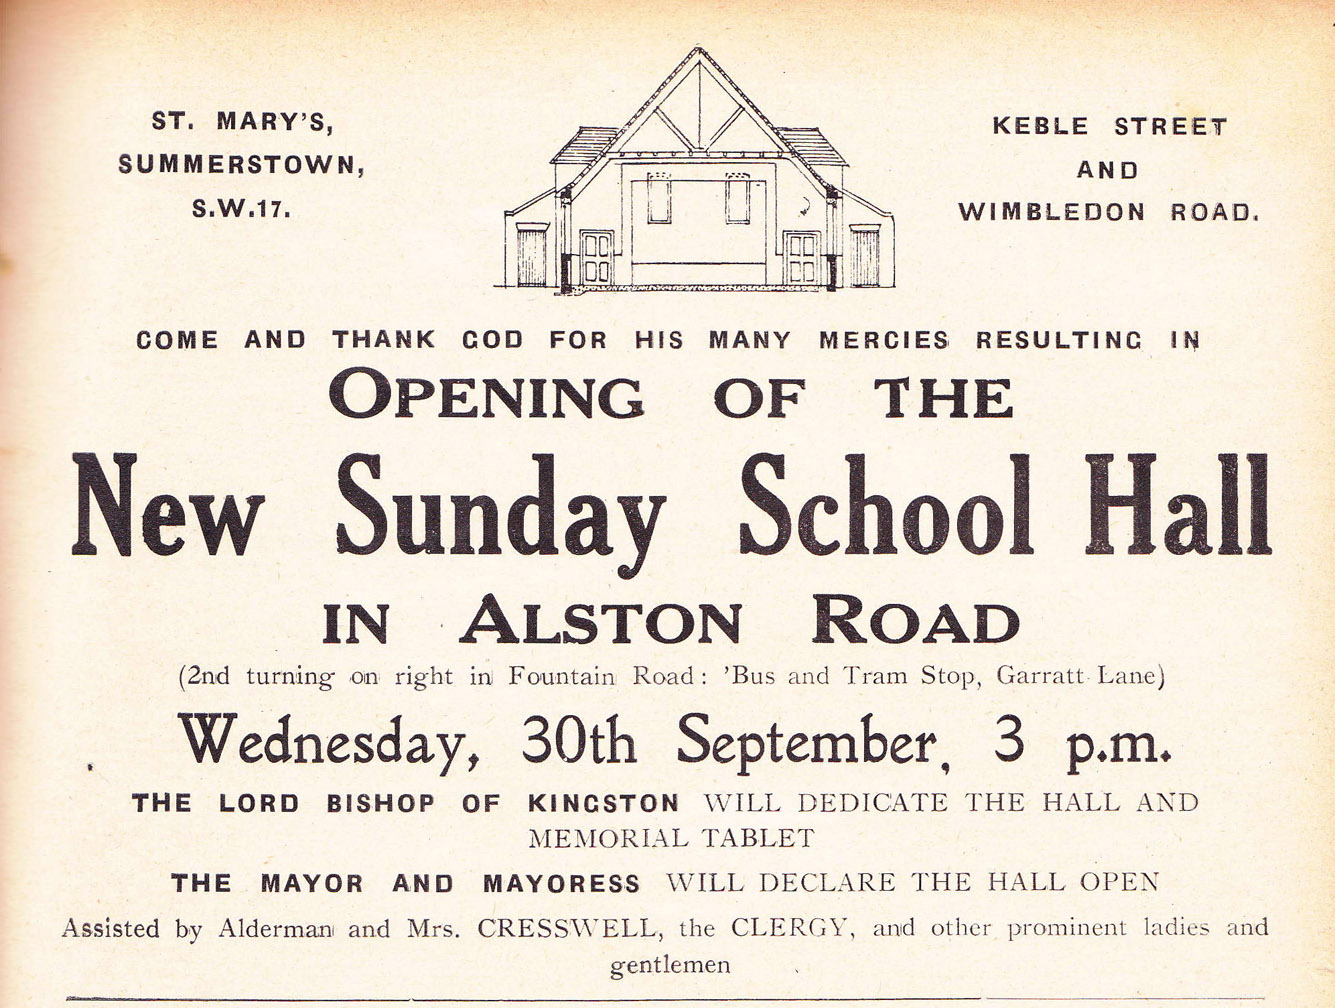 ST. MARY'S,
SUMMERSTOWN,
S.W.17.
KEBLE STREET
AND
WIMBLEDON ROAD.
COME AND THANK GOD FOR HIS MANY MERCIES RESULTING IN
OPENING OF THE
New Sunday School Hall
IN ALSTON ROAD
(2nd turning on right in Fountain Road: 'Bus and Tram Stop, Garratt Lane)
Wednesday, 30th September, 3 p.m.
THE LORD BISHOP OF KINGSTON WILL DEDICATE THE HALL AND
MEMORIAL TABLET
THE MAYOR AND MAYORESS WILL DECLARE THE HALL OPEN
Assisted by Alderman and Mrs. CRESSWELL, the CLERGY, and other prominent ladies and
gentlemen